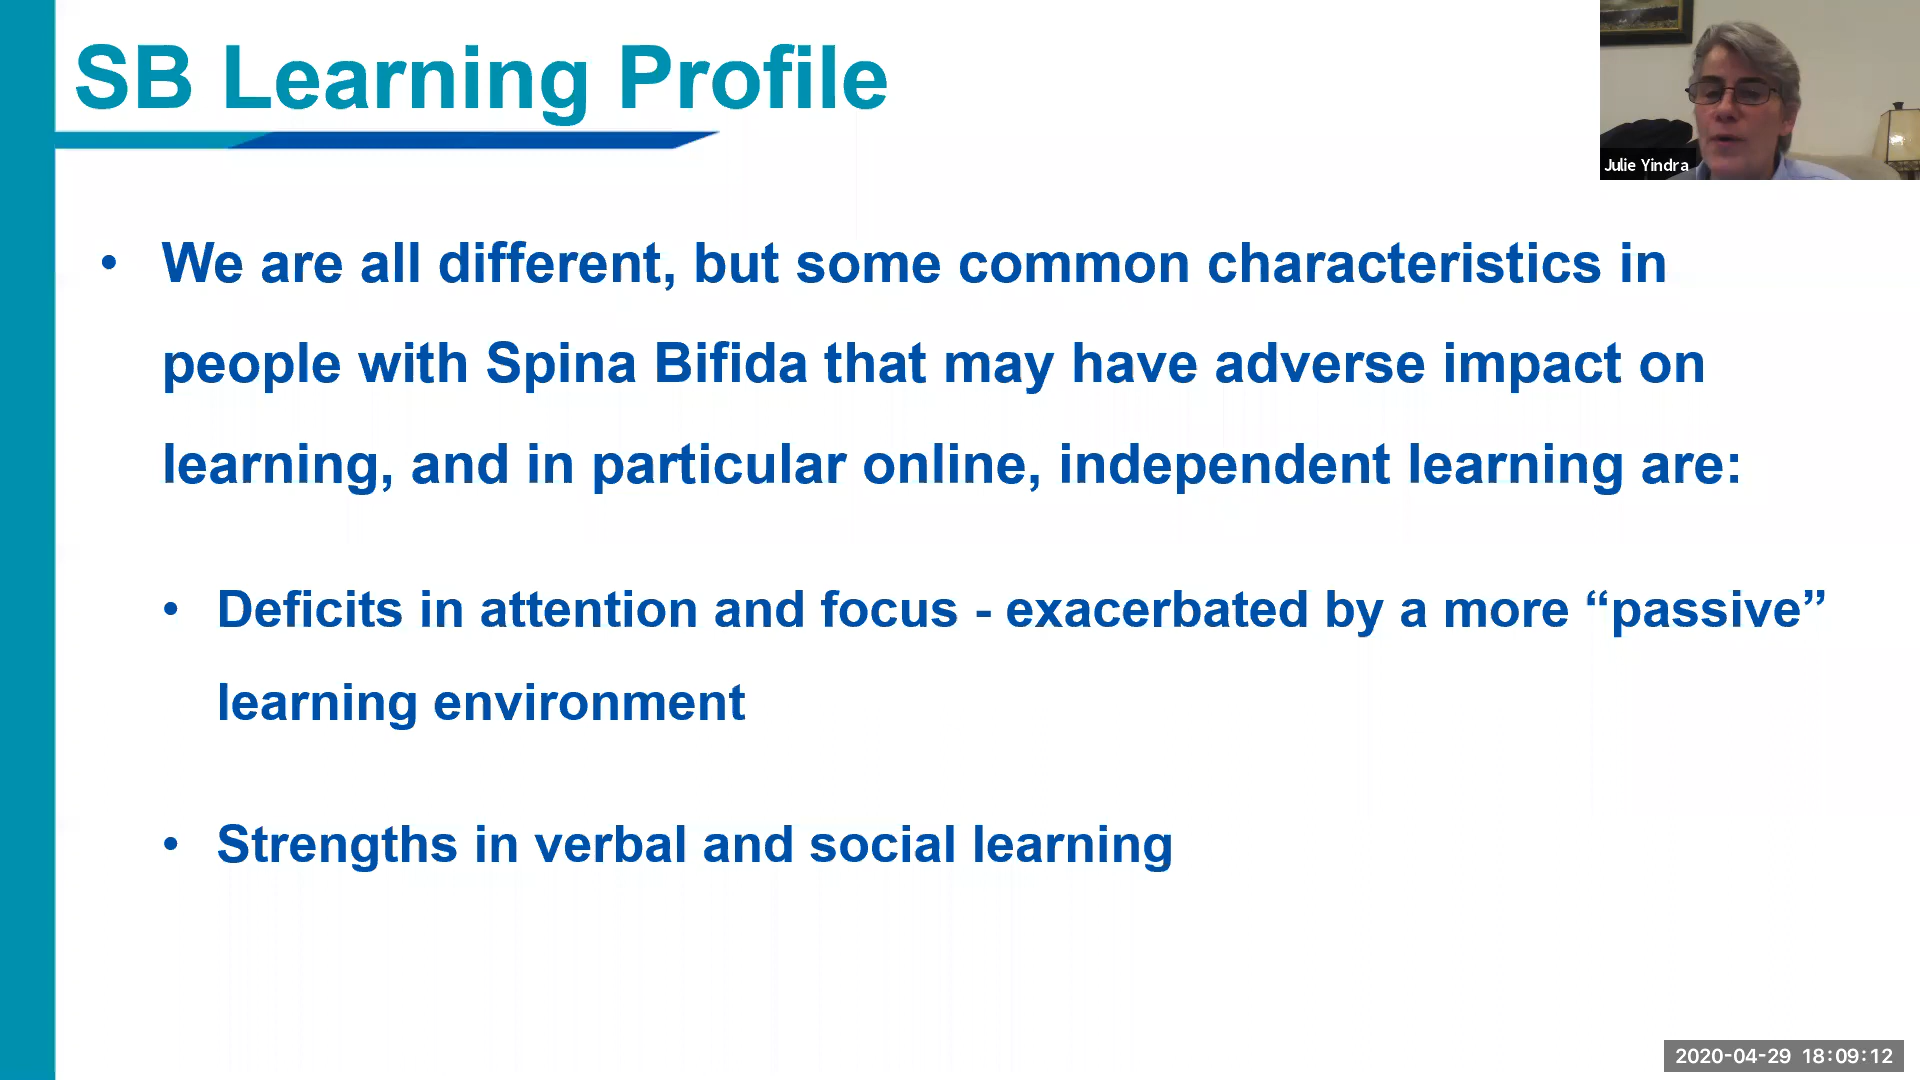 SB Learning Profile
Julie Yindra
• We are all different, but some common characteristics in
people with Spina Bifida that may have adverse impact on
learning, and in particular online, independent learning are:
• Deficits in attention and focus - exacerbated by a more “passive”
learning environment
• Strengths in verbal and social learning
2020-04-29 18:09:12